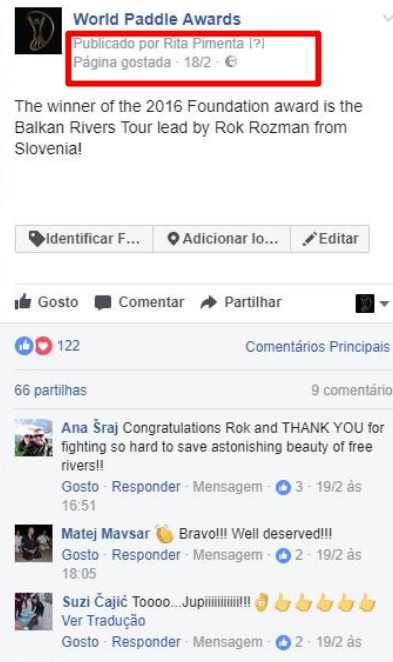 World Paddle Awards
Publicado por Rita Pimenta [?]
Página gostada · 18/2 ·
The winner of the 2016 Foundation award is the
Balkan Rivers Tour lead by Rok Rozman from
Slovenia!
Identificar F... Adicionar lo... Editar
Gosto Comentar Partilhar
122 Comentários Principais
66 partilhas 9 comentário
Ana Šraj Congratulations Rok and THANK YOU for
fighting so hard to save astonishing beauty of free
rivers!!
Gosto · Responder · Mensagem · 3 · 19/2 às
16:51
Matej Mavsar 👏 Bravo!!! Well deserved!!!
Gosto · Responder · Mensagem · 2 · 19/2 às
18:05
Suzi Čajić Toooo...Jupiiiiiiiiiii!!! 👌👍👍👍👍👍
Ver Tradução
Gosto · Responder · Mensagem · 2 · 19/2 às